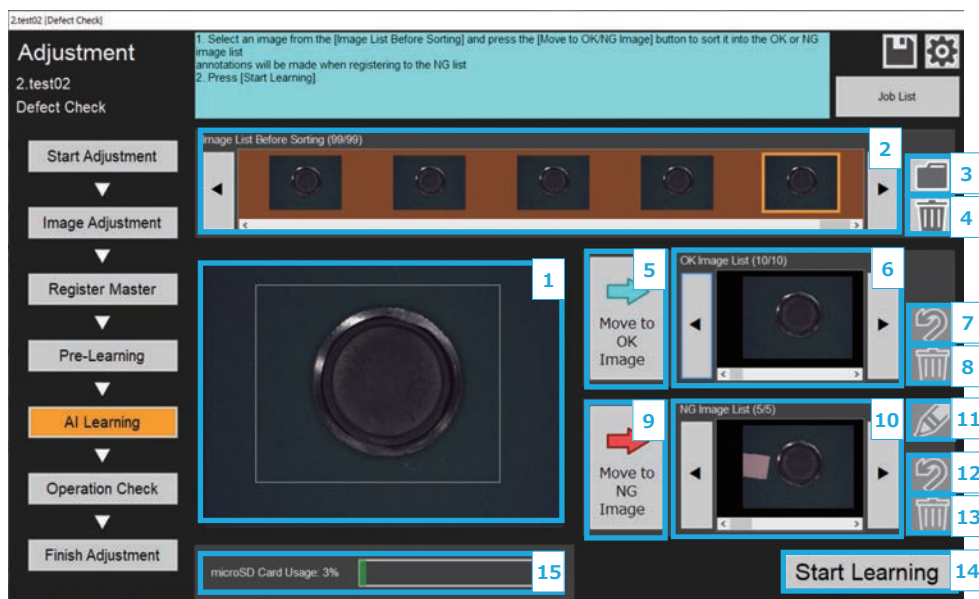 2.test02 [Defect Check]
Adjustment
2.test02
Defect Check
1. Select an image from the [Image List Before Sorting] and press the [Move to OK/NG Image] button to sort it into the OK or NG
image list
annotations will be made when registering to the NG list
2. Press [Start Learning]
Job List
Start Adjustment
Image Adjustment
Register Master
Pre-Learning
AI Learning
Operation Check
Finish Adjustment
Image List Before Sorting (99/99)
2
3
4
1
5
Move to
OK
Image
OK Image List (10/10)
6
7
8
9
Move to
NG
Image
NG Image List (5/5)
10
11
12
13
microSD Card Usage: 3%
15
Start Learning
14